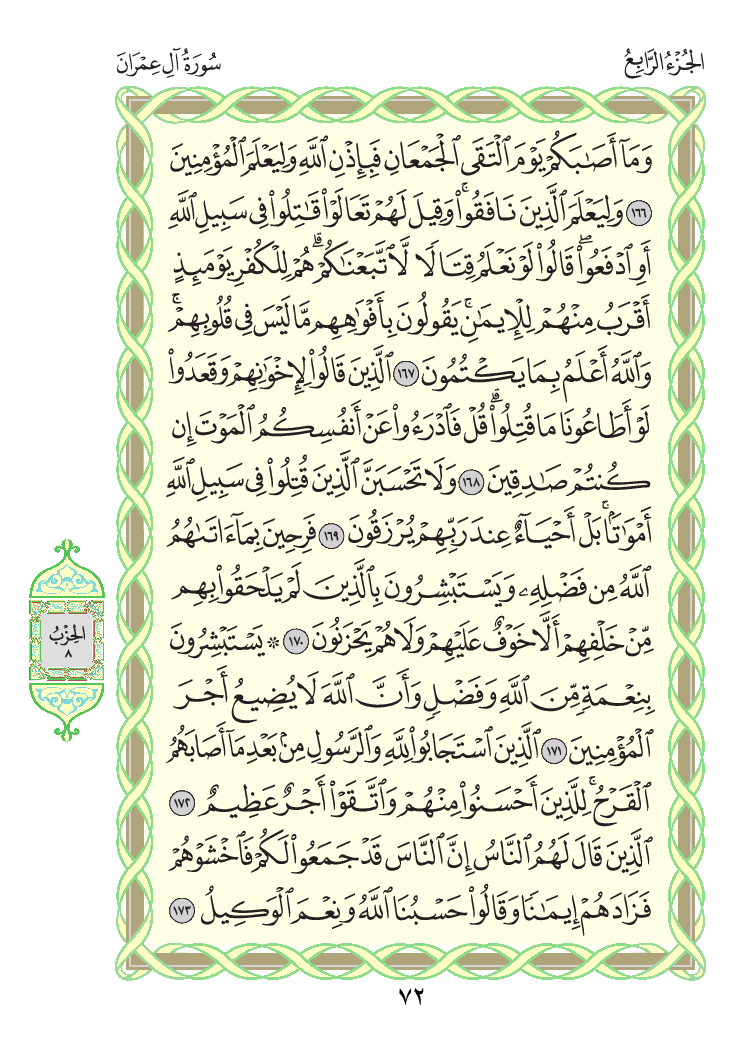 الجُزْءُ الرَّابِعُ
سُورَةُ آلِ عِمْرَانَ
وَمَآ أَصَٰبَكُمْ يَوْمَ ٱلْتَقَى ٱلْجَمْعَانِ فَبِإِذْنِ ٱللَّهِ وَلِيَعْلَمَ ٱلْمُؤْمِنِينَ
١٦٦ وَلِيَعْلَمَ ٱلَّذِينَ نَافَقُوا۟ۚ وَقِيلَ لَهُمْ تَعَالَوْا۟ قَٰتِلُوا۟ فِى سَبِيلِ ٱللَّهِ
أَوِ ٱدْفَعُوا۟ۖ قَالُوا۟ لَوْ نَعْلَمُ قِتَالًا لَّٱتَّبَعْنَٰكُمْۗ هُمْ لِلْكُفْرِ يَوْمَئِذٍ
أَقْرَبُ مِنْهُمْ لِلْإِيمَٰنِۚ يَقُولُونَ بِأَفْوَٰهِهِم مَّا لَيْسَ فِى قُلُوبِهِمْۚ
وَٱللَّهُ أَعْلَمُ بِمَا يَكْتُمُونَ ١٦٧ ٱلَّذِينَ قَالُوا۟ لِإِخْوَٰنِهِمْ وَقَعَدُوا۟
لَوْ أَطَاعُونَا مَا قُتِلُوا۟ۗ قُلْ فَٱدْرَءُوا۟ عَنْ أَنفُسِكُمُ ٱلْمَوْتَ إِن
كُنتُمْ صَٰدِقِينَ ١٦٨ وَلَا تَحْسَبَنَّ ٱلَّذِينَ قُتِلُوا۟ فِى سَبِيلِ ٱللَّهِ
أَمْوَٰتًۢاۚ بَلْ أَحْيَآءٌ عِندَ رَبِّهِمْ يُرْزَقُونَ ١٦٩ فَرِحِينَ بِمَآ ءَاتَىٰهُمُ
ٱللَّهُ مِن فَضْلِهِۦ وَيَسْتَبْشِرُونَ بِٱلَّذِينَ لَمْ يَلْحَقُوا۟ بِهِم
مِّنْ خَلْفِهِمْ أَلَّا خَوْفٌ عَلَيْهِمْ وَلَا هُمْ يَحْزَنُونَ ١٧٠ ۞ يَسْتَبْشِرُونَ
بِنِعْمَةٍ مِّنَ ٱللَّهِ وَفَضْلٍ وَأَنَّ ٱللَّهَ لَا يُضِيعُ أَجْرَ
ٱلْمُؤْمِنِينَ ١٧١ ٱلَّذِينَ ٱسْتَجَابُوا۟ لِلَّهِ وَٱلرَّسُولِ مِنۢ بَعْدِ مَآ أَصَابَهُمُ
ٱلْقَرْحُۚ لِلَّذِينَ أَحْسَنُوا۟ مِنْهُمْ وَٱتَّقَوْا۟ أَجْرٌ عَظِيمٌ ١٧٢
ٱلَّذِينَ قَالَ لَهُمُ ٱلنَّاسُ إِنَّ ٱلنَّاسَ قَدْ جَمَعُوا۟ لَكُمْ فَٱخْشَوْهُمْ
فَزَادَهُمْ إِيمَٰنًا وَقَالُوا۟ حَسْبُنَا ٱللَّهُ وَنِعْمَ ٱلْوَكِيلُ ١٧٣
الحِزْبُ
٨
٧٢